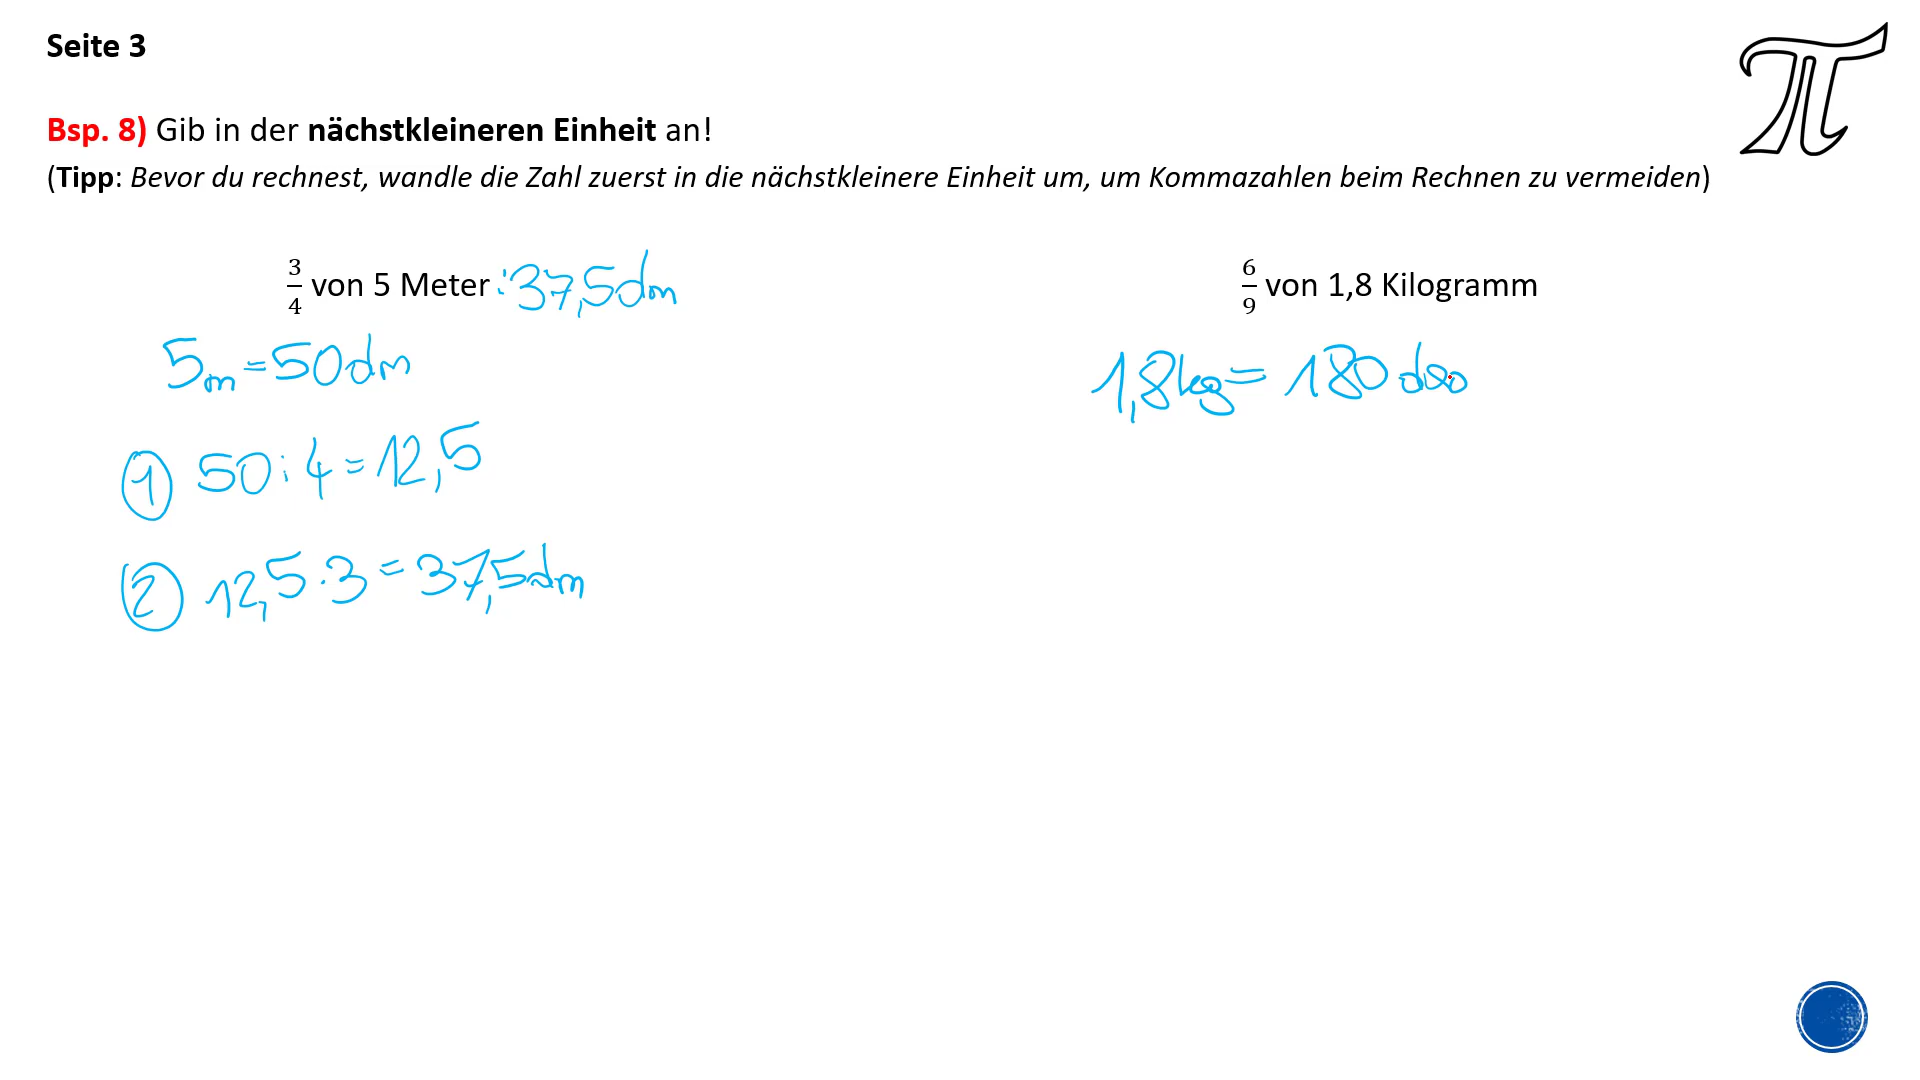 Seite 3
Bsp. 8) Gib in der nächstkleineren Einheit an!
(Tipp: Bevor du rechnest, wandle die Zahl zuerst in die nächstkleinere Einheit um, um Kommazahlen beim Rechnen zu vermeiden)
3/4 von 5 Meter : 37,5dm
5m = 50dm
① 50 : 4 = 12,5
② 12,5 · 3 = 37,5dm
6/9 von 1,8 Kilogramm
1,8kg = 180